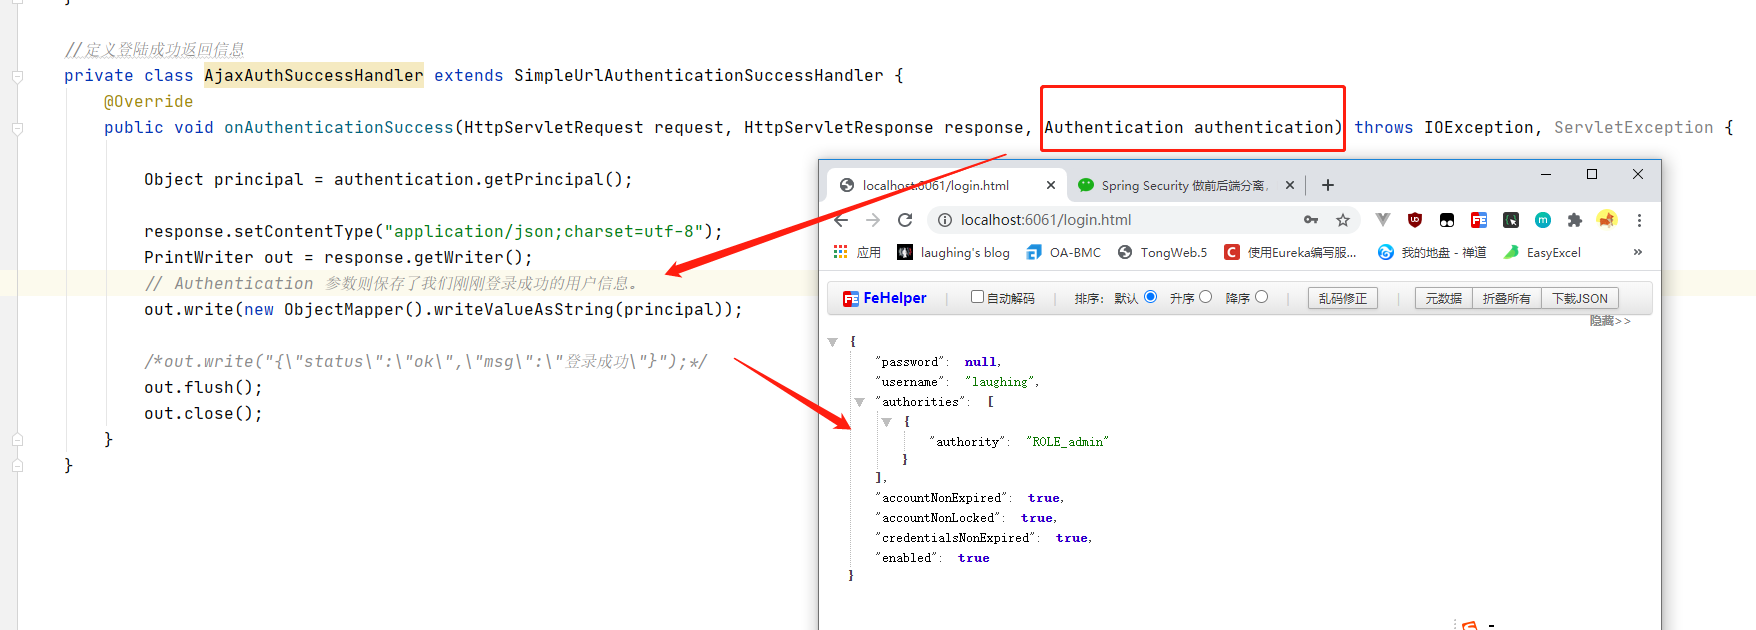 }
//定义登陆成功返回信息
private class AjaxAuthSuccessHandler extends SimpleUrlAuthenticationSuccessHandler {
@Override
public void onAuthenticationSuccess(HttpServletRequest request, HttpServletResponse response, Authentication authentication) throws IOException, ServletException {
Object principal = authentication.getPrincipal();
response.setContentType("application/json;charset=utf-8");
PrintWriter out = response.getWriter();
// Authentication 参数则保存了我们刚刚登录成功的用户信息。
out.write(new ObjectMapper().writeValueAsString(principal));
/*out.write("{\"status\":\"ok\",\"msg\":\"登录成功\"}");*/
out.flush();
out.close();
}
}
localhost:6061/login.html
Spring Security 做前后端分离,
localhost:6061/login.html
应用
laughing's blog
OA-BMC
TongWeb.5
使用Eureka编写服...
我的地盘 - 禅道
EasyExcel
»
FeHelper
自动解码
排序:
默认
升序
降序
乱码修正
元数据
折叠所有
下载JSON
隐藏>>
{
"password": null,
"username": "laughing",
"authorities": [
{
"authority": "ROLE_admin"
}
],
"accountNonExpired": true,
"accountNonLocked": true,
"credentialsNonExpired": true,
"enabled": true
}